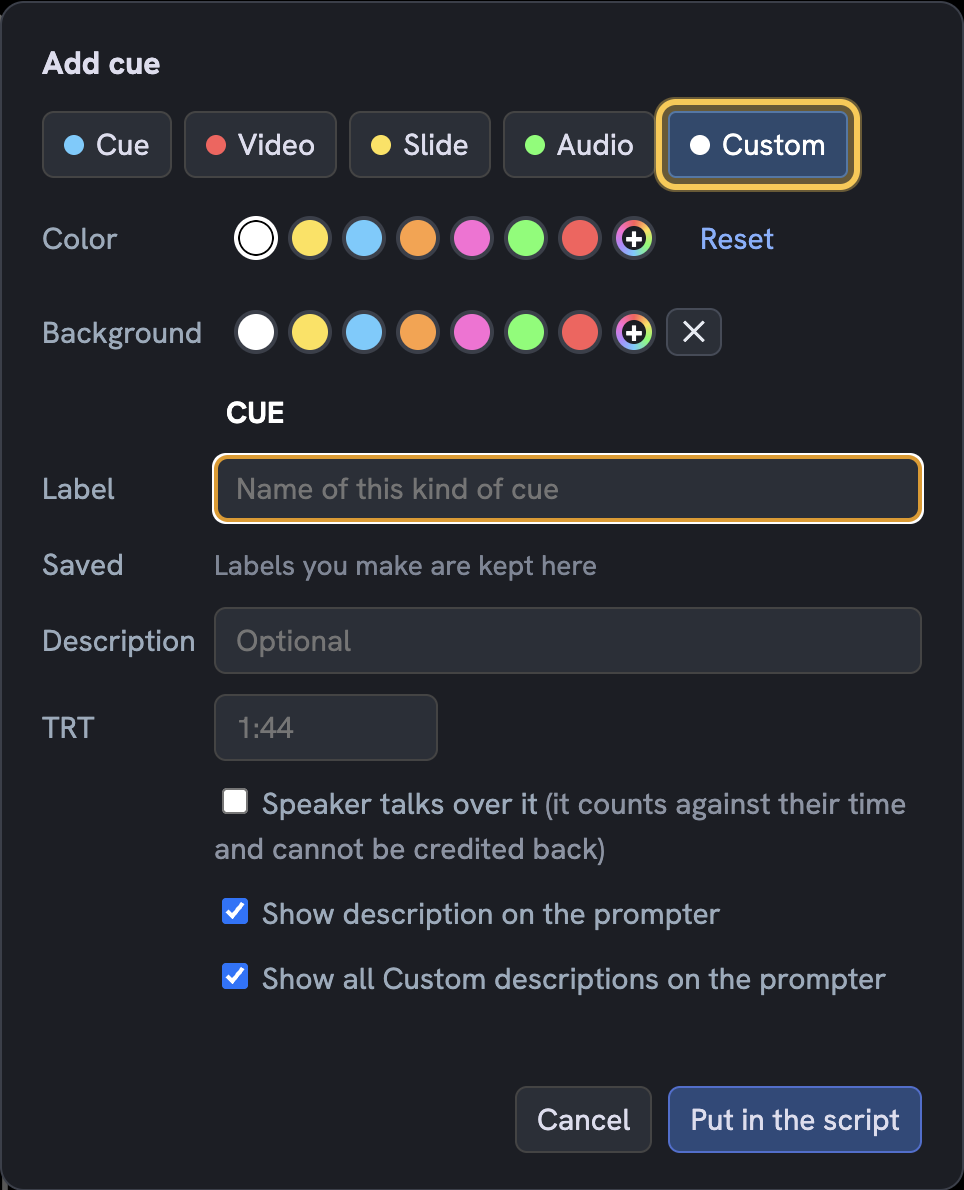 Add cue
Cue Video Slide Audio Custom
Color Reset
Background
CUE
Label Name of this kind of cue
Saved Labels you make are kept here
Description Optional
TRT 1:44
Speaker talks over it (it counts against their time
and cannot be credited back)
Show description on the prompter
Show all Custom descriptions on the prompter
Cancel Put in the script